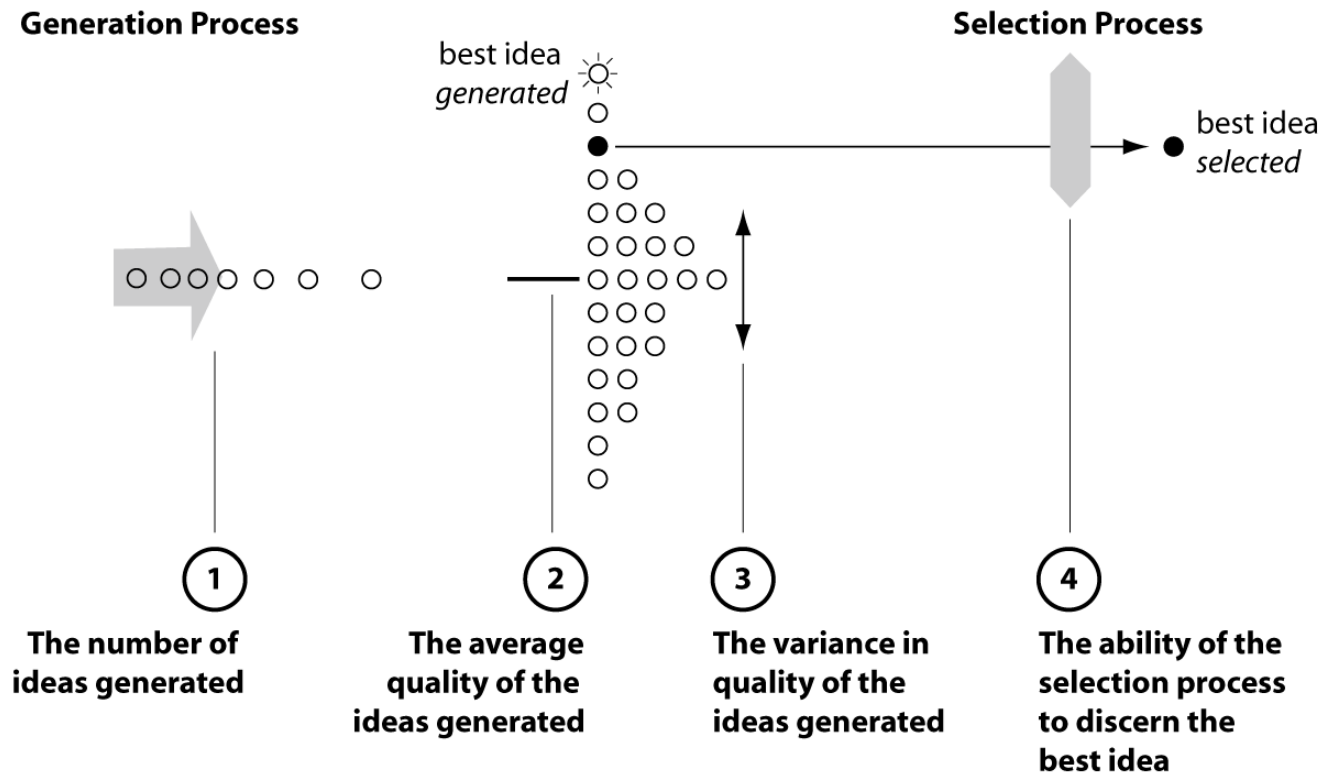 Generation Process
Selection Process
best idea
generated
best idea
selected
1
The number of
ideas generated
2
The average
quality of the
ideas generated
3
The variance in
quality of the
ideas generated
4
The ability of the
selection process
to discern the
best idea